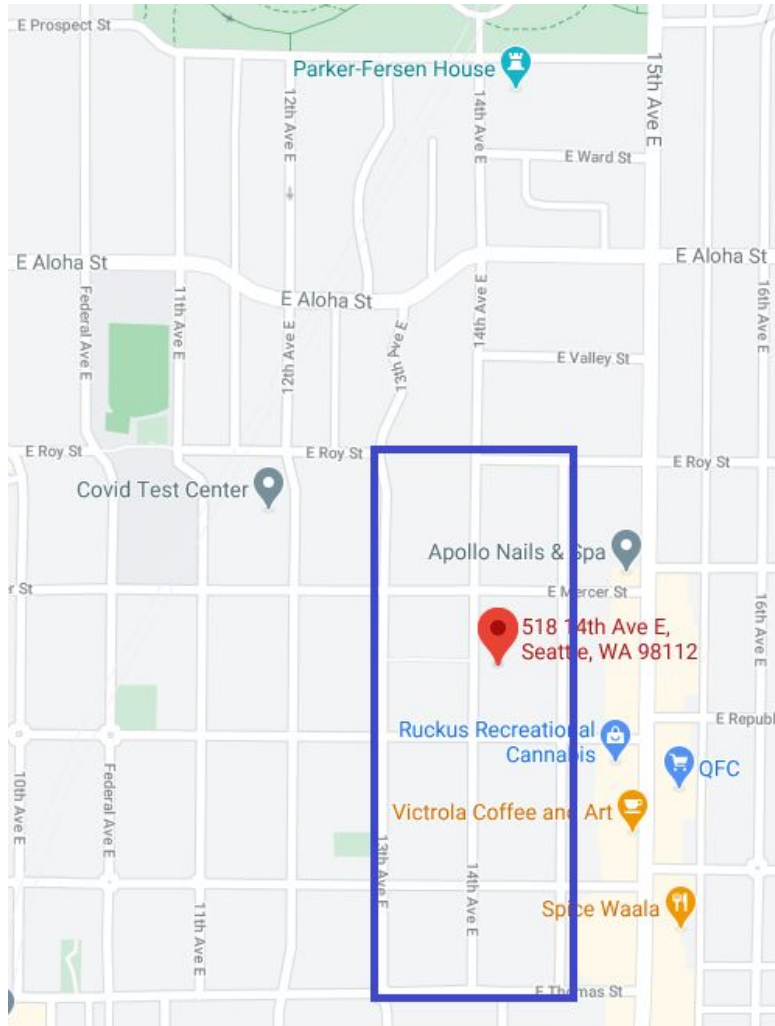 E Prospect St
Parker-Fersen House
15th Ave E
12th Ave E
14th Ave E
E Ward St
E Aloha St
E Aloha St
E Aloha St
Federal Ave E
11th Ave E
12th Ave E
13th Ave E
14th Ave E
16th Ave E
E Valley St
E Roy St
E Roy St
E Roy St
Covid Test Center
Apollo Nails & Spa
r St
E Mercer St
16th Ave E
518 14th Ave E,
Seattle, WA 98112
Ruckus Recreational
Cannabis
E Republ
QFC
10th Ave E
Federal Ave E
Victrola Coffee and Art
13th Ave E
14th Ave E
11th Ave E
Spice Waala
E Thomas St